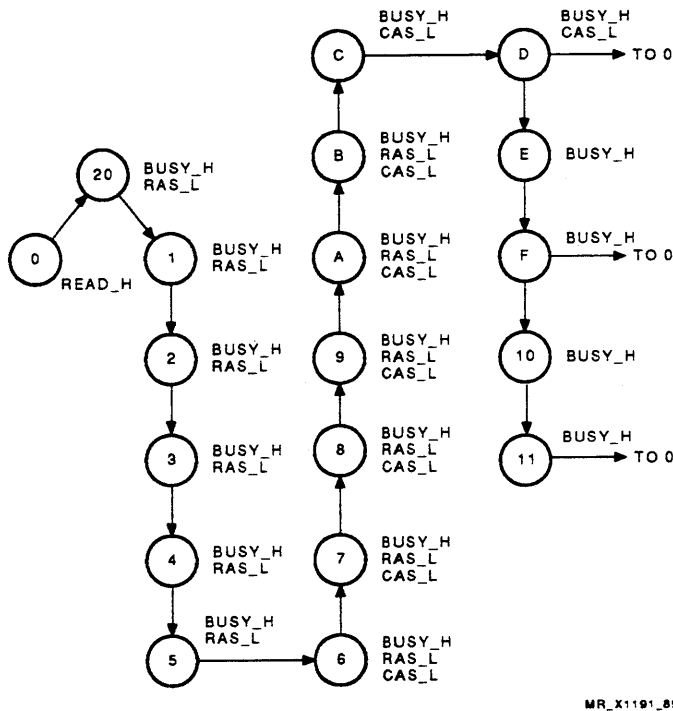 BUSY_H
CAS_L
BUSY_H
CAS_L
C
D
TO 0
20
BUSY_H
RAS_L
B
BUSY_H
RAS_L
CAS_L
E
BUSY_H
0
READ_H
1
BUSY_H
RAS_L
A
BUSY_H
RAS_L
CAS_L
F
BUSY_H
TO 0
2
BUSY_H
RAS_L
9
BUSY_H
RAS_L
CAS_L
10
BUSY_H
3
BUSY_H
RAS_L
8
BUSY_H
RAS_L
CAS_L
11
BUSY_H
TO 0
4
BUSY_H
RAS_L
7
BUSY_H
RAS_L
CAS_L
5
BUSY_H
RAS_L
6
BUSY_H
RAS_L
CAS_L